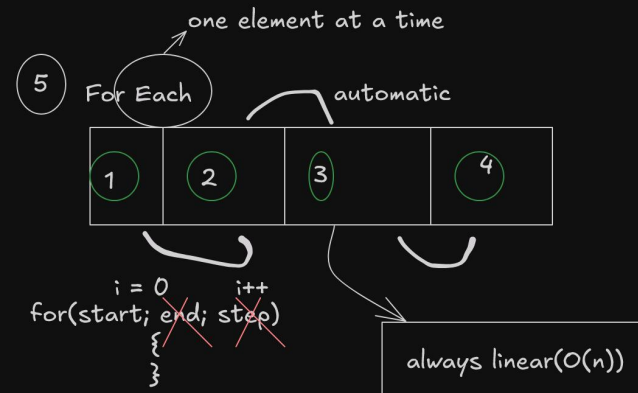 one element at a time
5
For Each
automatic
1 2 3 4
i = 0 i++
for(start; end; step)
{
}
always linear(O(n))